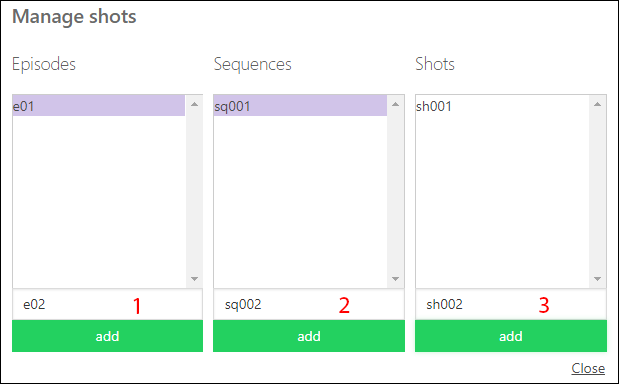 Manage shots
Episodes Sequences Shots
e01 sq001 sh001
e02 1 sq002 2 sh002 3
add add add
Close